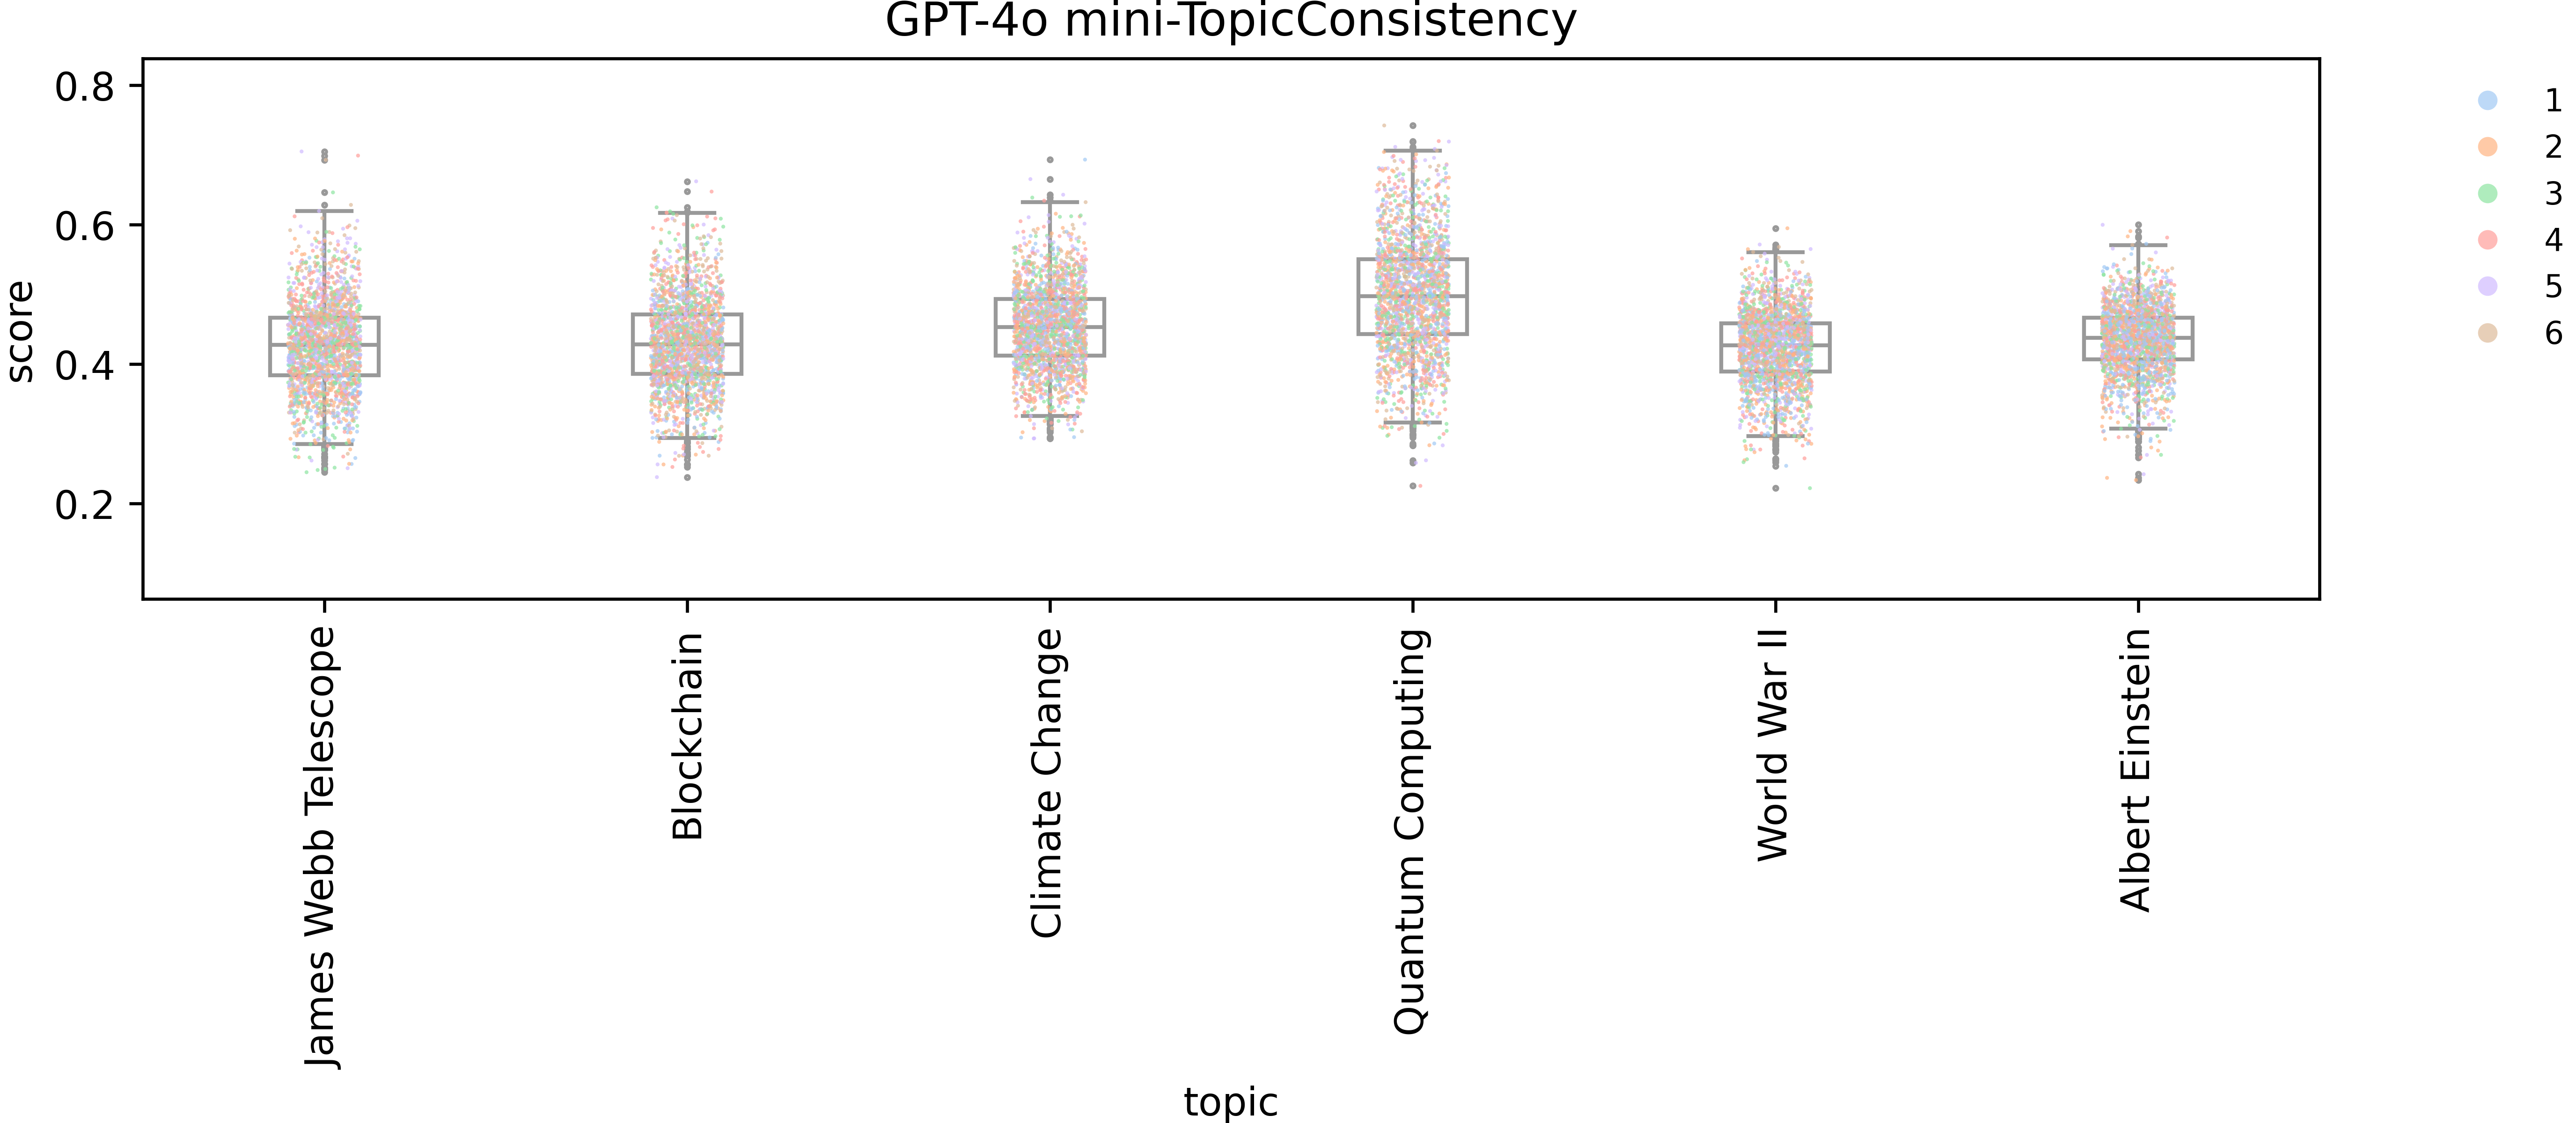 GPT-4o mini-TopicConsistency
score
0.8
0.6
0.4
0.2
1
2
3
4
5
6
James Webb Telescope
Blockchain
Climate Change
Quantum Computing
World War II
Albert Einstein
topic